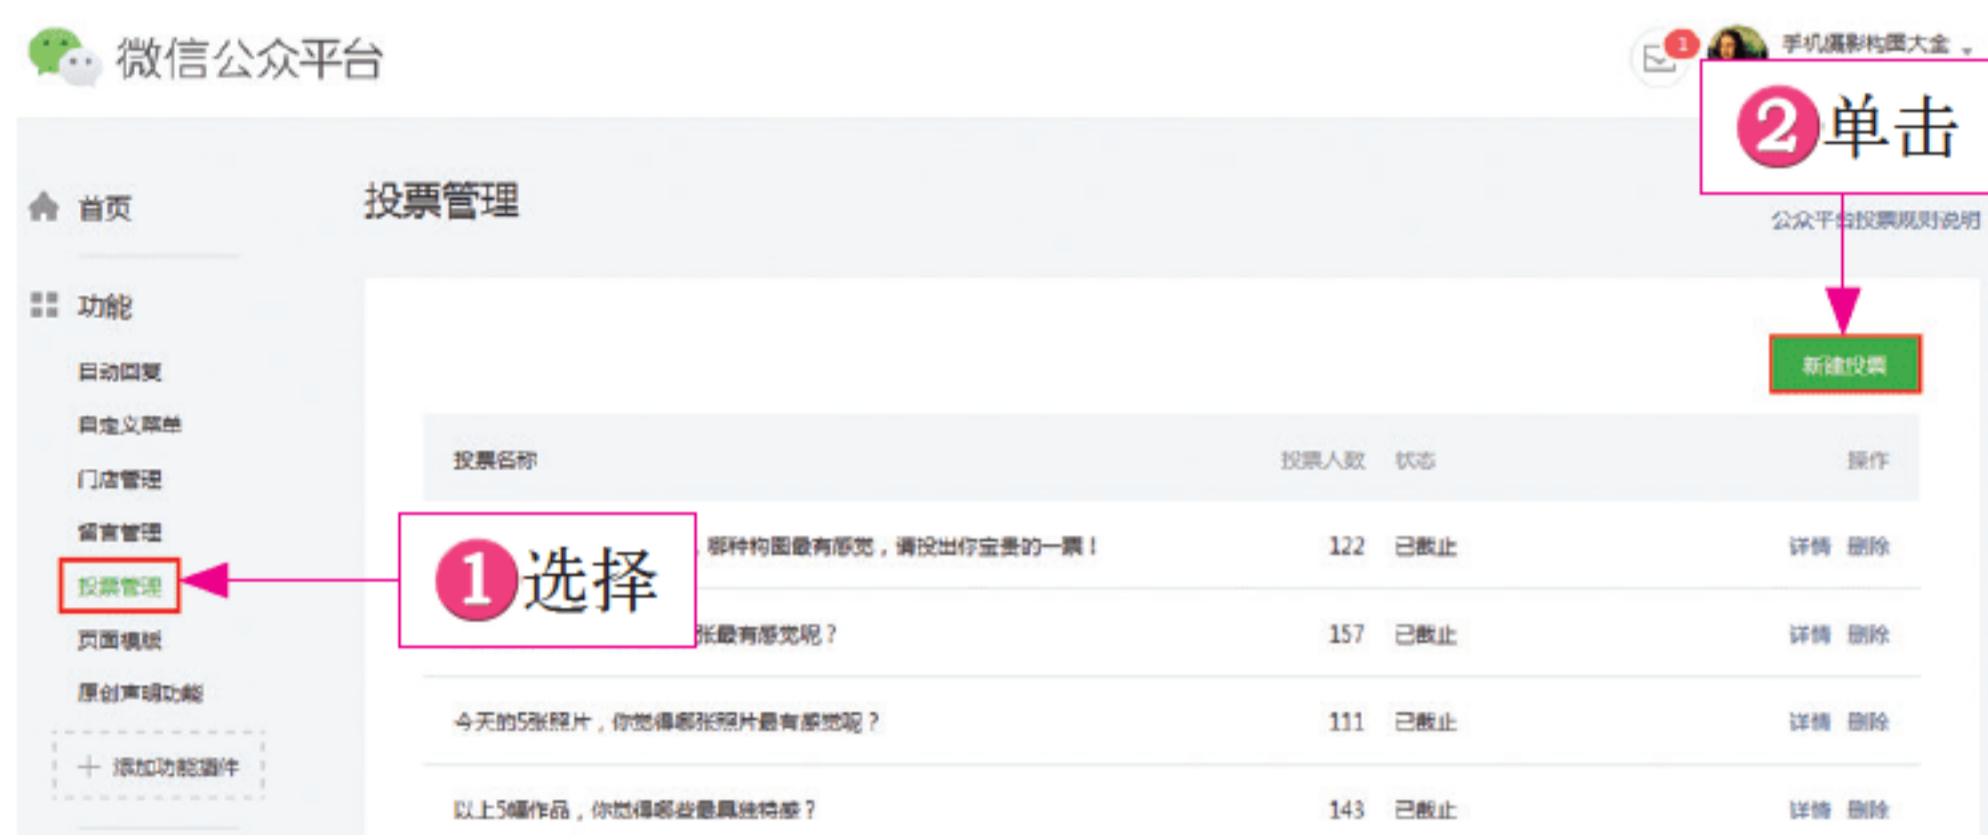 微信公众平台
1
手机摄影构图大全
❷单击
首页
投票管理
公众平台投票规则说明
功能
新建投票
自动回复
自定义菜单
门店管理
留言管理
投票管理
页面模版
原创声明功能
＋ 添加功能插件
投票名称 投票人数 状态 操作
❶选择
，哪种构图最有感觉，请投出你宝贵的一票！ 122 已截止 详情 删除
张最有感觉呢？ 157 已截止 详情 删除
今天的5张照片，你觉得哪张照片最有感觉呢？ 111 已截止 详情 删除
以上5幅作品，你觉得哪些最具独特感？ 143 已截止 详情 删除